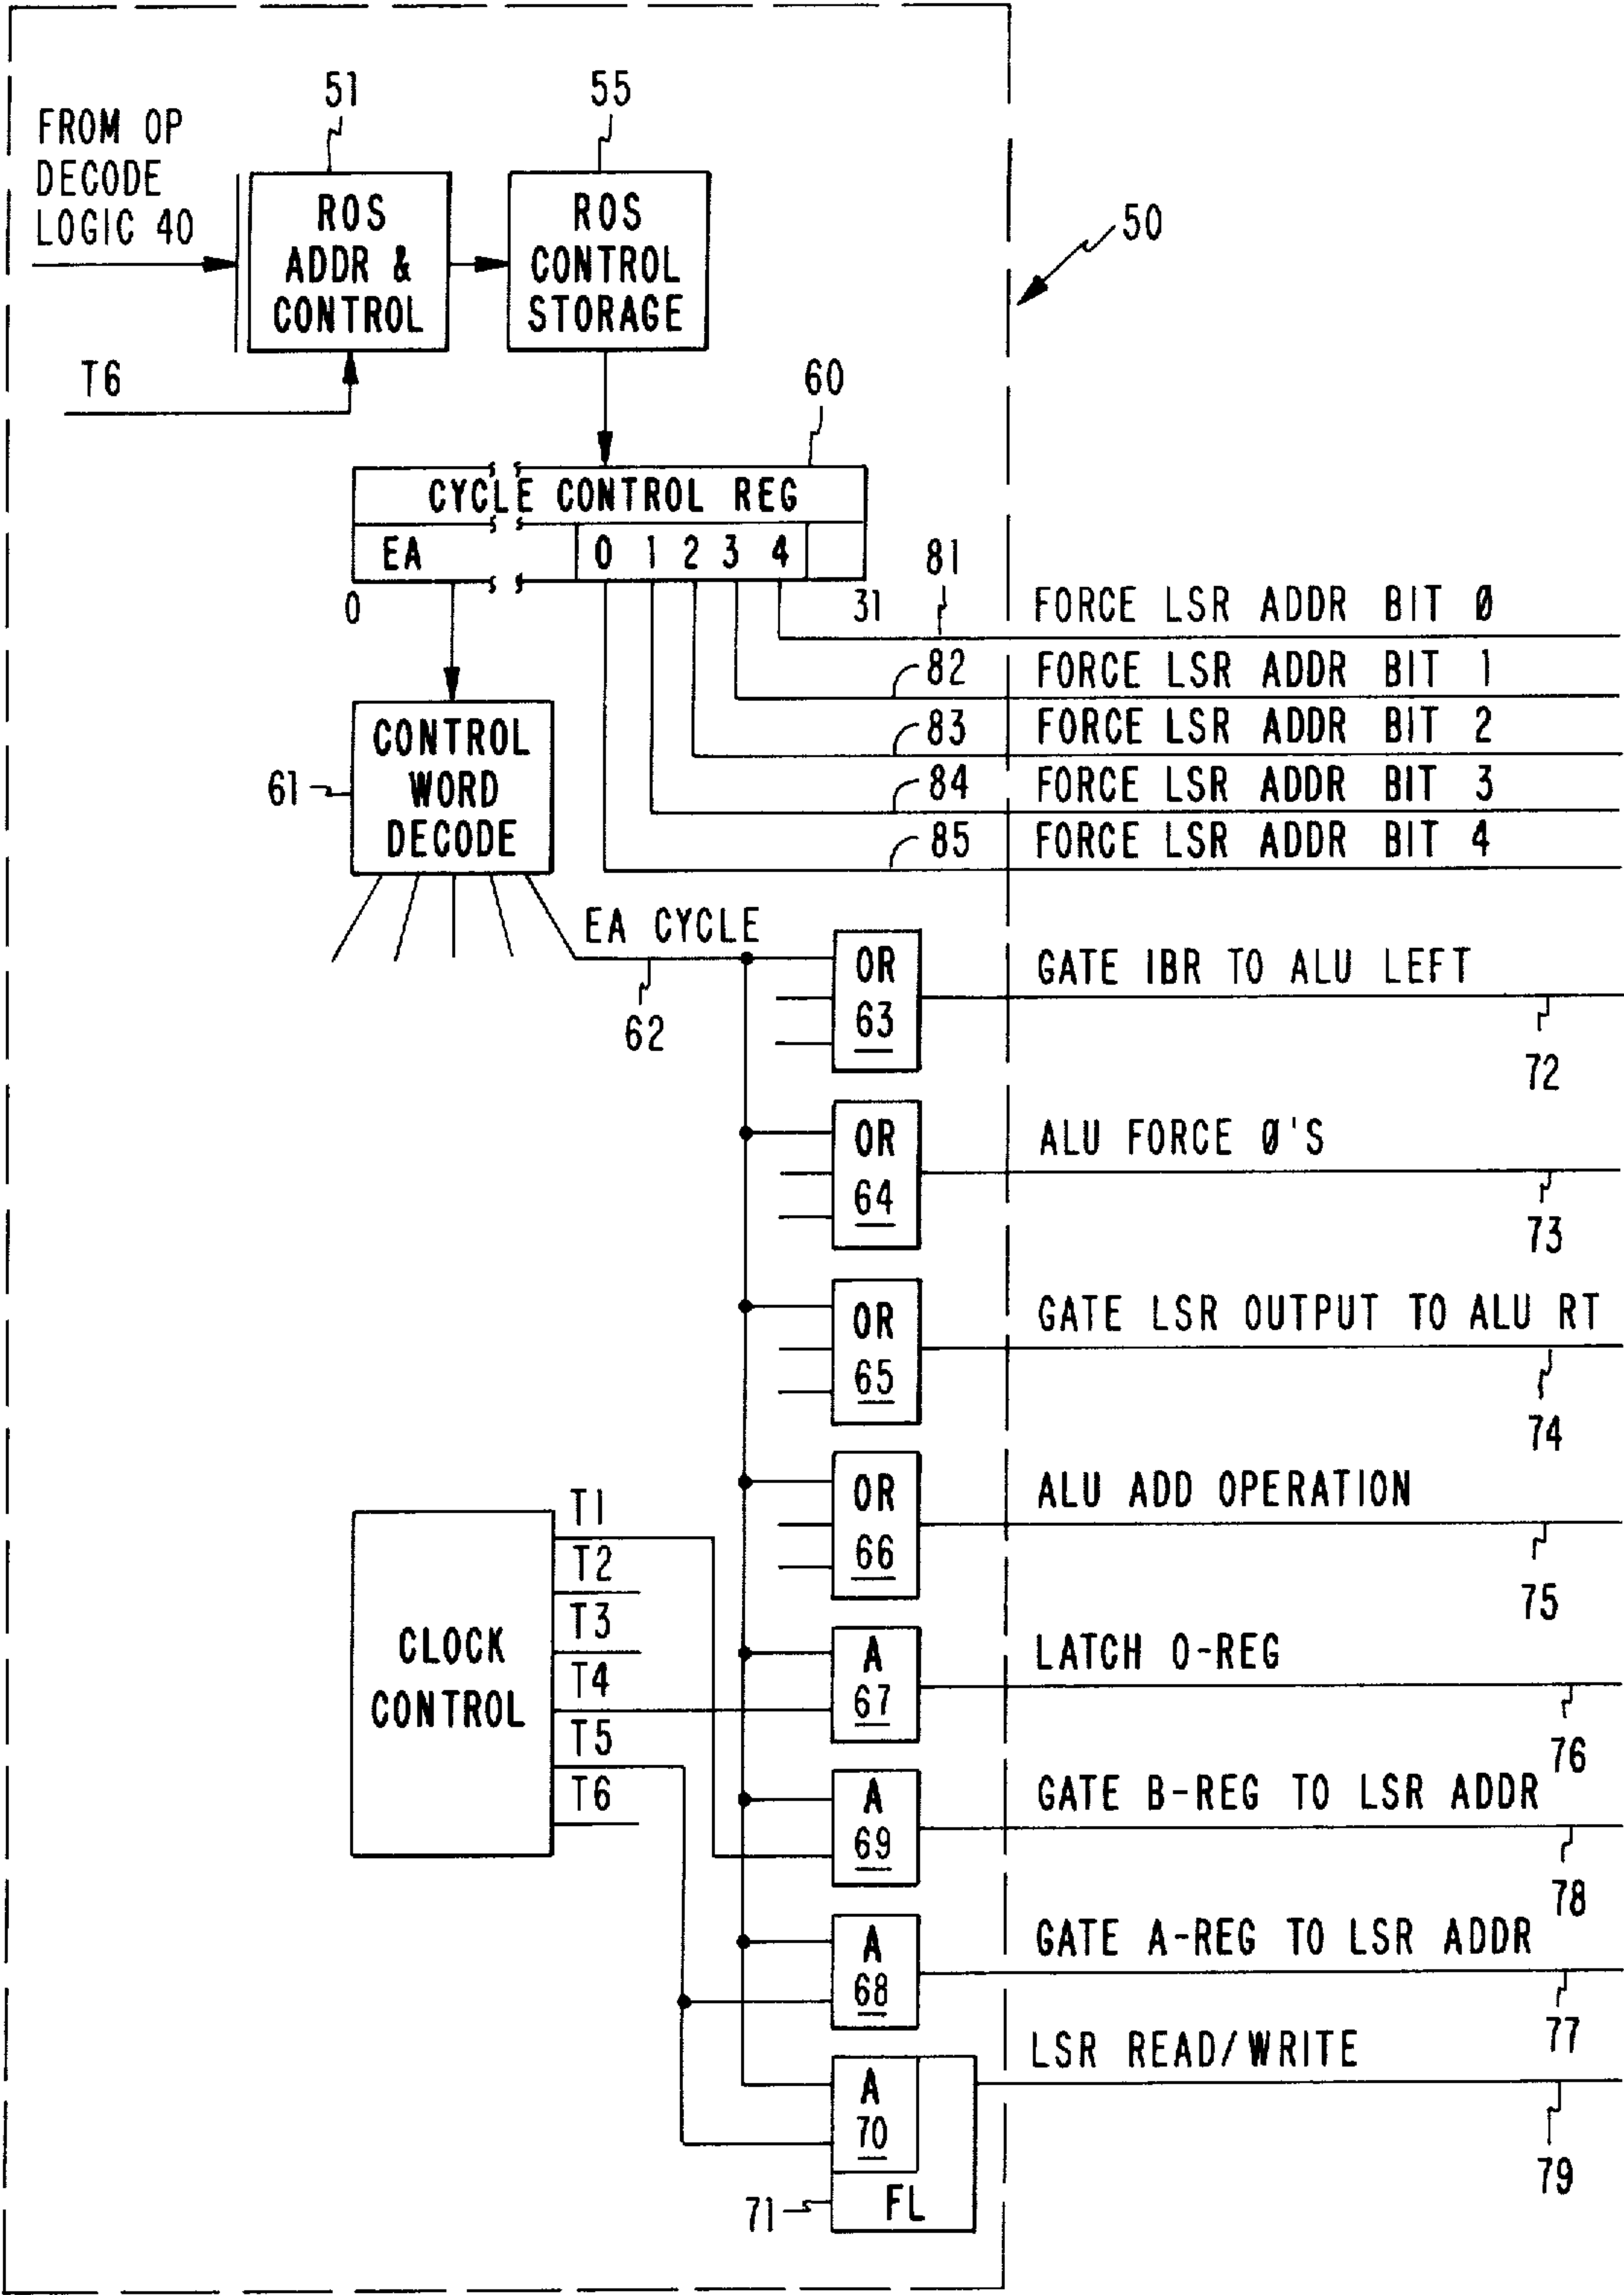 51
55
FROM OP
DECODE
LOGIC 40
ROS
ADDR &
CONTROL
ROS
CONTROL
STORAGE
50
T6
60
CYCLE CONTROL REG
EA 0 1 2 3 4
0
31
81
FORCE LSR ADDR BIT Ø
82
FORCE LSR ADDR BIT 1
83
FORCE LSR ADDR BIT 2
84
FORCE LSR ADDR BIT 3
85
FORCE LSR ADDR BIT 4
CONTROL
WORD
DECODE
61
EA CYCLE
62
OR
63
GATE IBR TO ALU LEFT
72
OR
64
ALU FORCE Ø'S
73
OR
65
GATE LSR OUTPUT TO ALU RT
74
OR
66
ALU ADD OPERATION
75
CLOCK
CONTROL
T1
T2
T3
T4
T5
T6
A
67
LATCH O-REG
76
A
69
GATE B-REG TO LSR ADDR
78
A
68
GATE A-REG TO LSR ADDR
77
A
70
FL
71
LSR READ/WRITE
79